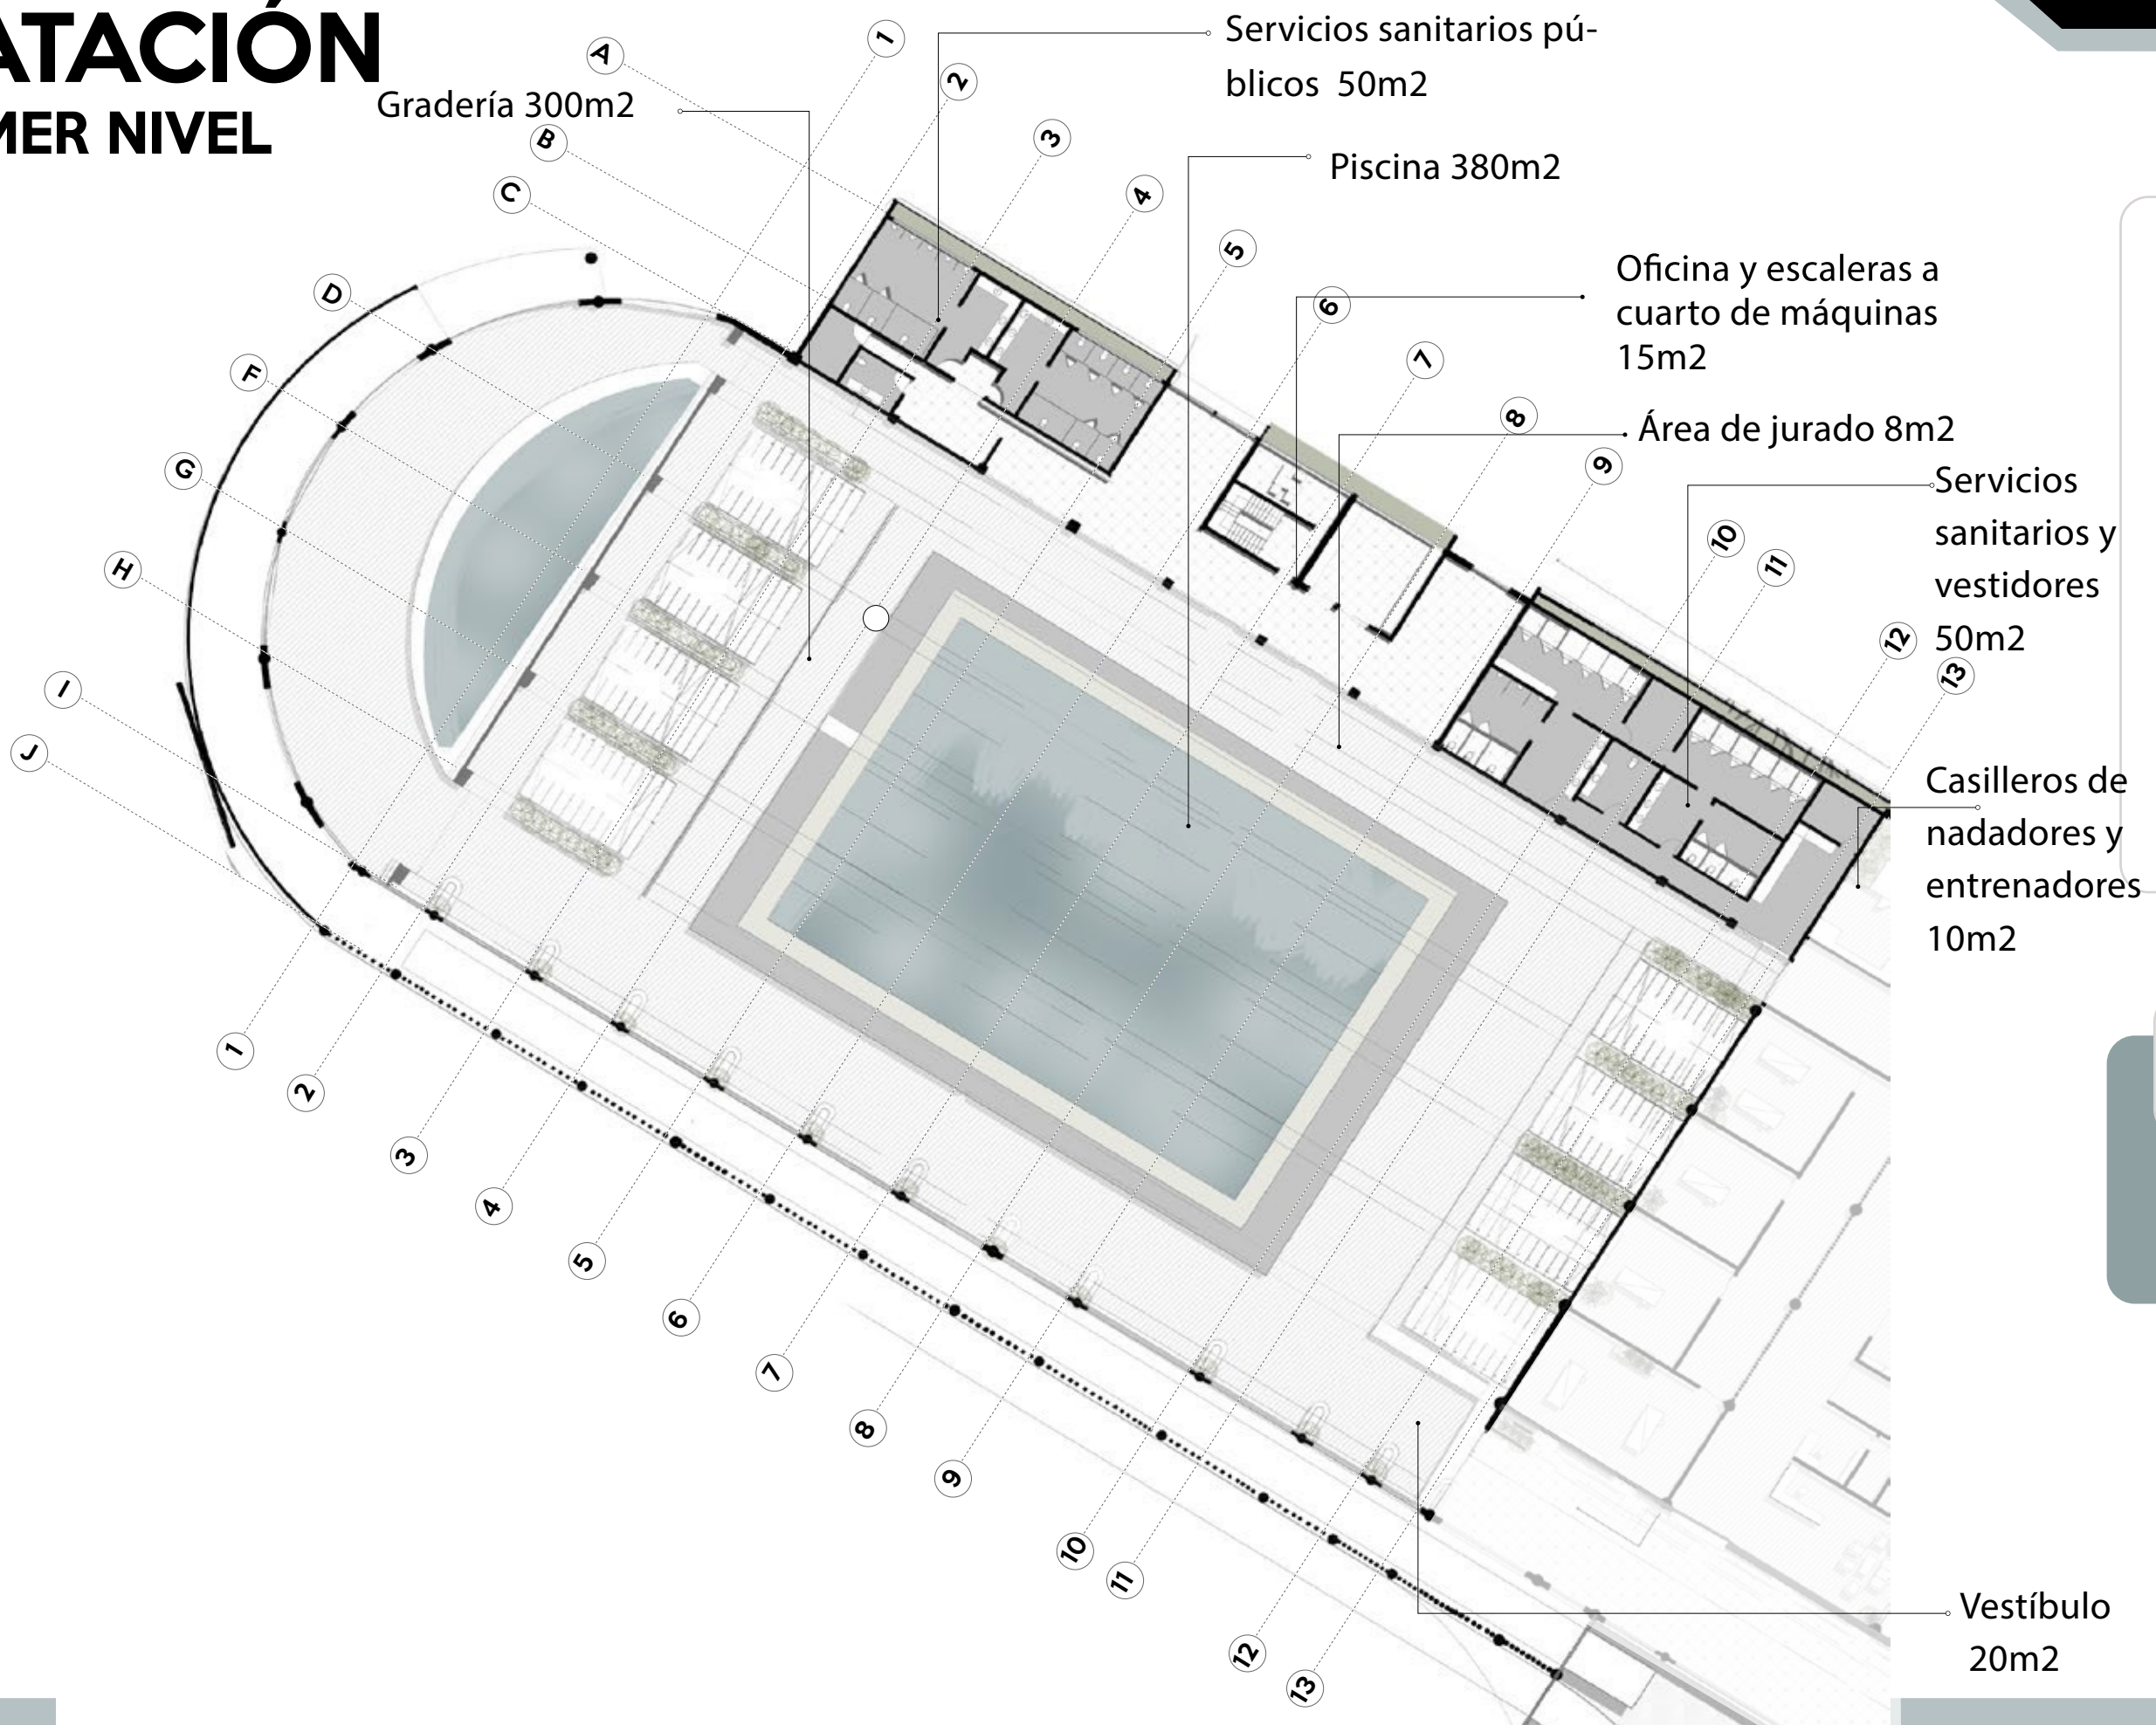 ATACIÓN
MER NIVEL
Gradería 300m2
Servicios sanitarios pú-
blicos 50m2
Piscina 380m2
Oficina y escaleras a
cuarto de máquinas
15m2
Área de jurado 8m2
Servicios
sanitarios y
vestidores
50m2
Casilleros de
nadadores y
entrenadores
10m2
Vestíbulo
20m2
A
B
C
D
F
G
H
I
J
1
2
3
4
5
6
7
8
9
10
11
12
13
1
2
3
4
5
6
7
8
9
10
11
12
13